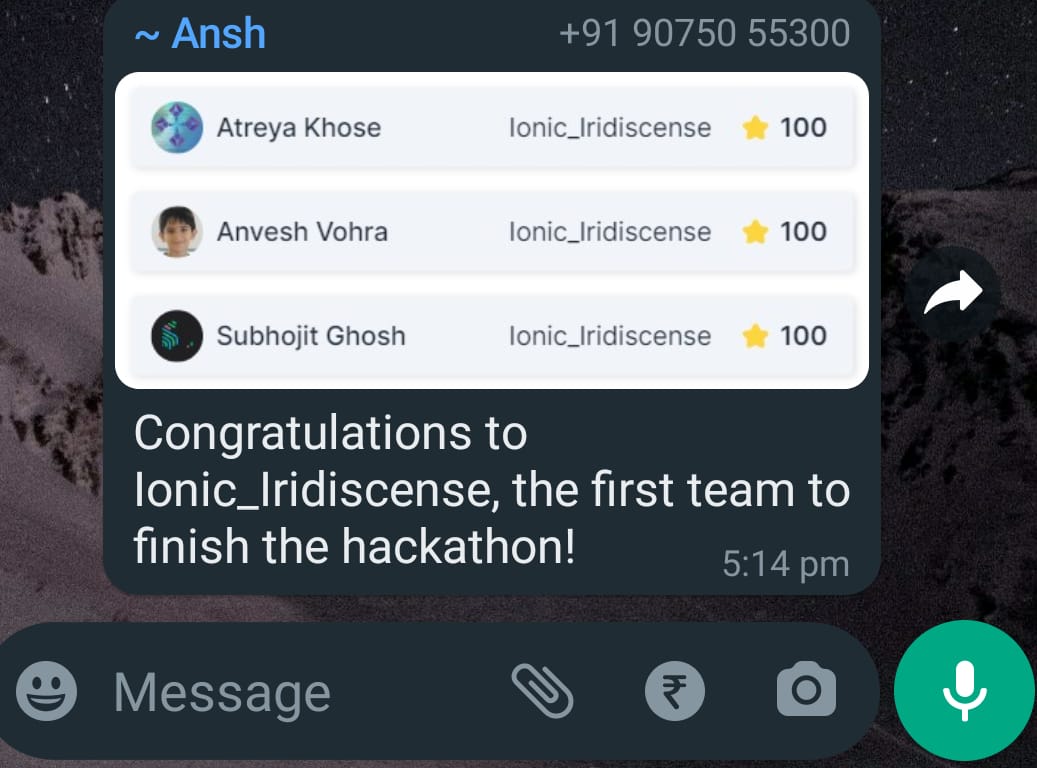 ~ Ansh +91 90750 55300
Atreya Khose Ionic_Iridiscense 100
Anvesh Vohra Ionic_Iridiscense 100
Subhojit Ghosh Ionic_Iridiscense 100
Congratulations to
Ionic_Iridiscense, the first team to
finish the hackathon!
5:14 pm
Message ₹